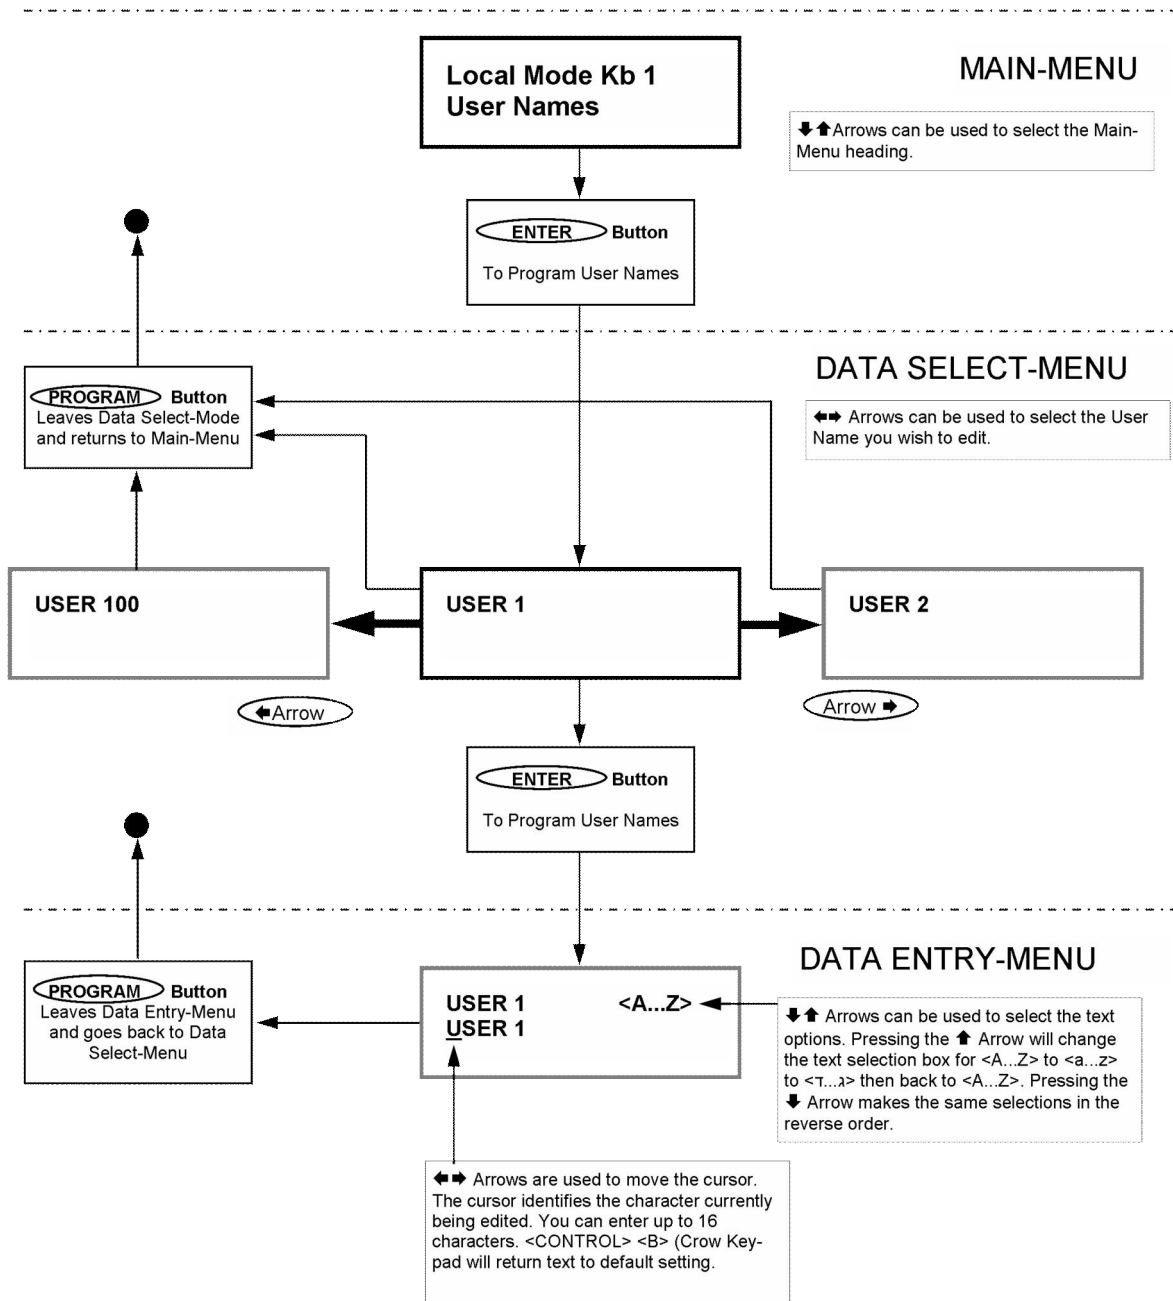 Local Mode Kb 1
User Names
MAIN-MENU
⬇⬆Arrows can be used to select the Main-
Menu heading.
ENTER Button
To Program User Names
DATA SELECT-MENU
⬅➡ Arrows can be used to select the User
Name you wish to edit.
PROGRAM Button
Leaves Data Select-Mode
and returns to Main-Menu
USER 100
USER 1
USER 2
⬅Arrow
Arrow ➡
ENTER Button
To Program User Names
DATA ENTRY-MENU
PROGRAM Button
Leaves Data Entry-Menu
and goes back to Data
Select-Menu
USER 1 <A...Z>
USER 1
⬇⬆ Arrows can be used to select the text
options. Pressing the ⬆ Arrow will change
the text selection box for <A...Z> to <a...z>
to <ג...ד> then back to <A...Z>. Pressing the
⬇ Arrow makes the same selections in the
reverse order.
⬅➡ Arrows are used to move the cursor.
The cursor identifies the character currently
being edited. You can enter up to 16
characters. <CONTROL> <B> (Crow Key-
pad will return text to default setting.